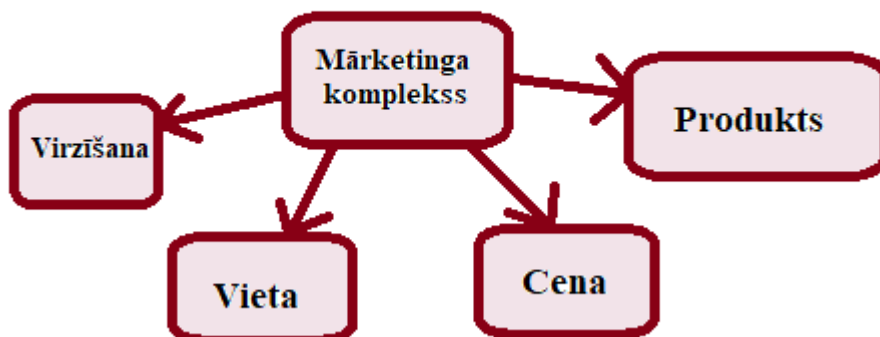 Mārketinga
komplekss
Produkts
Virzīšana
Vieta
Cena